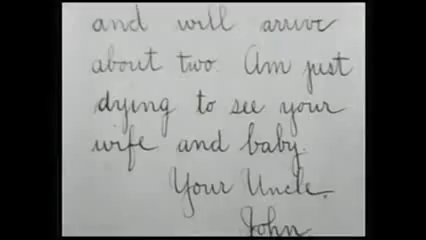 and will arrive
about two. Am just
dying to see your
wife and baby.
Your Uncle,
John